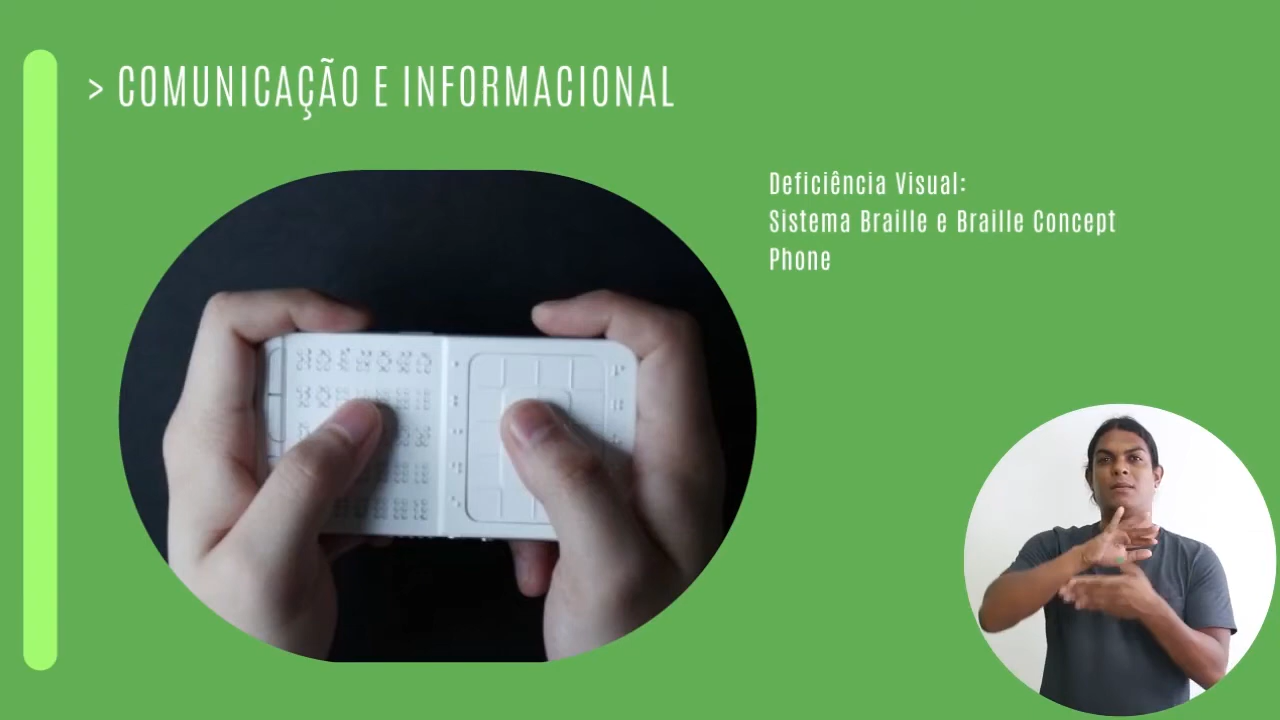 > COMUNICAÇÃO E INFORMACIONAL
Deficiência Visual:
Sistema Braille e Braille Concept
Phone